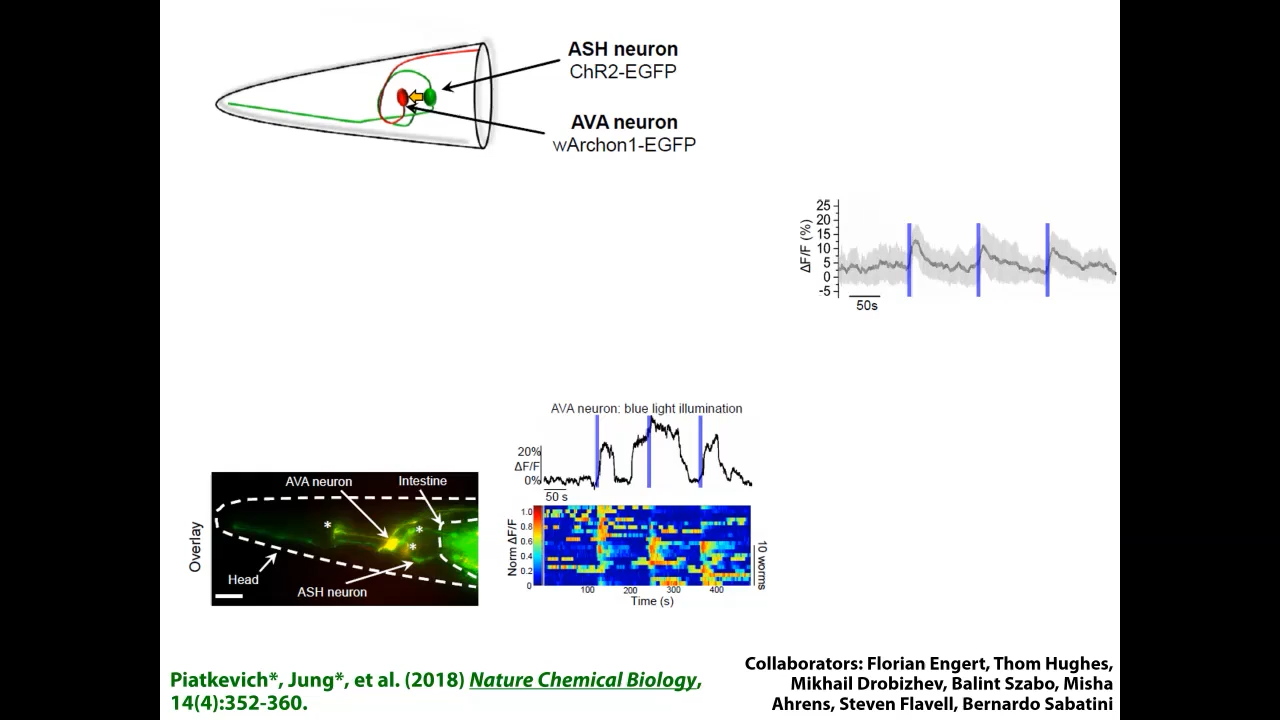 ASH neuron
ChR2-EGFP
AVA neuron
wArchon1-EGFP
ΔF/F (%)
25
20
15
10
5
0
-5
50s
AVA neuron: blue light illumination
20%
ΔF/F
0%
50 s
Overlay
AVA neuron
Intestine
*
*
*
Head
ASH neuron
Norm ΔF/F
1.0
0.8
0.6
0.4
0.2
0
100
200
300
400
Time (s)
10 worms
Piatkevich*, Jung*, et al. (2018) Nature Chemical Biology,
14(4):352-360.
Collaborators: Florian Engert, Thom Hughes,
Mikhail Drobizhev, Balint Szabo, Misha
Ahrens, Steven Flavell, Bernardo Sabatini